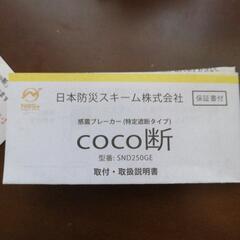 日本防災スキーム株式会社
保証書付
感震ブレーカー(特定遮断タイプ)
coco断
型番: SND250GE
取付・取扱説明書